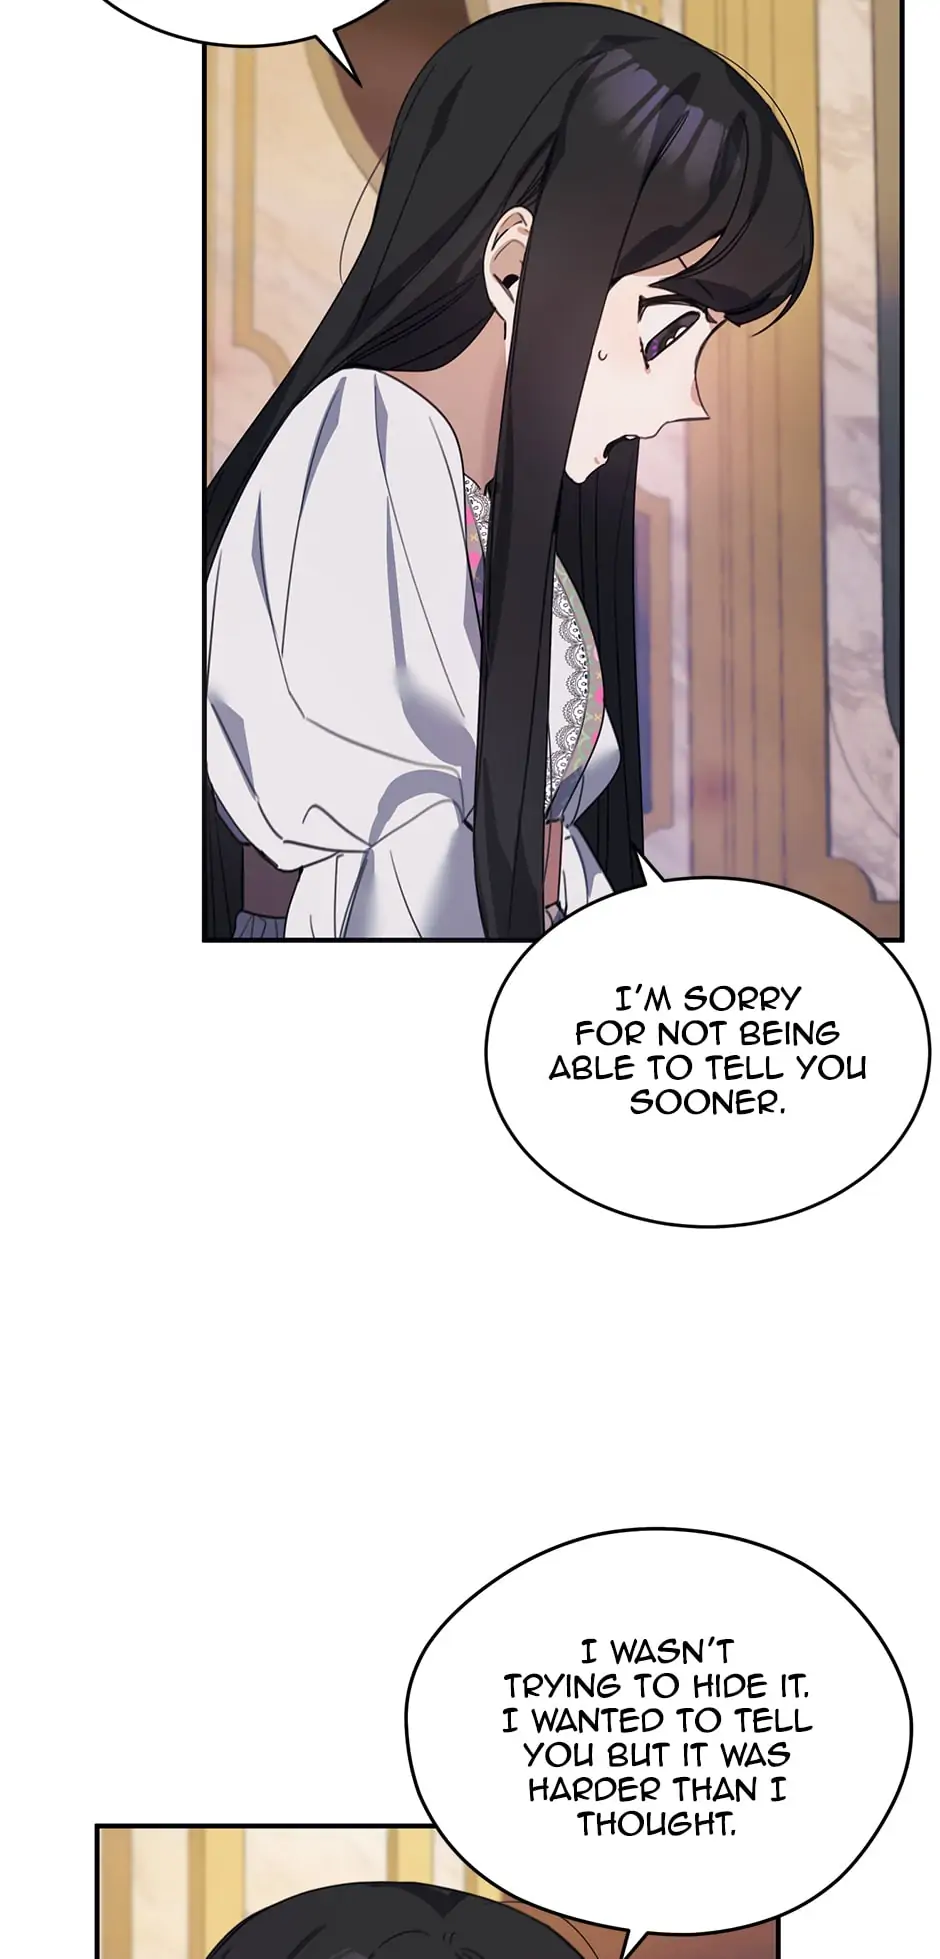 I'M SORRY
FOR NOT BEING
ABLE TO TELL YOU
SOONER.
I WASN'T
TRYING TO HIDE IT.
I WANTED TO TELL
YOU BUT IT WAS
HARDER THAN I
THOUGHT.